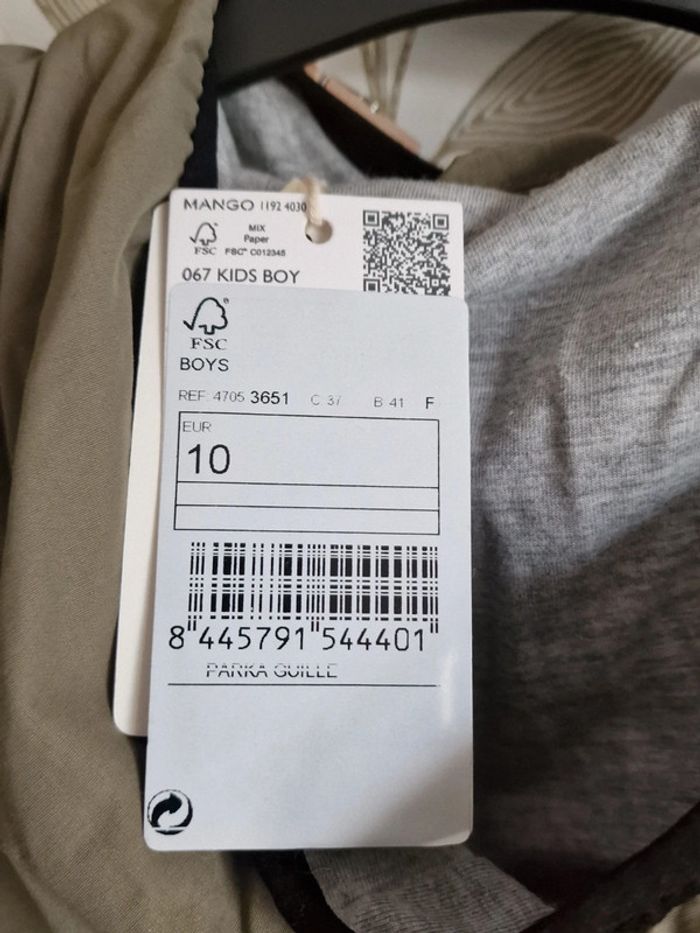 MANGO 1192 4030
MIX
Paper
FSC FSC™ C012345
067 KIDS BOY
FSC®
BOYS
REF: 4705 3651 C 37 B 41 F
EUR
10
8 445791 544401
PARKA GUILLE